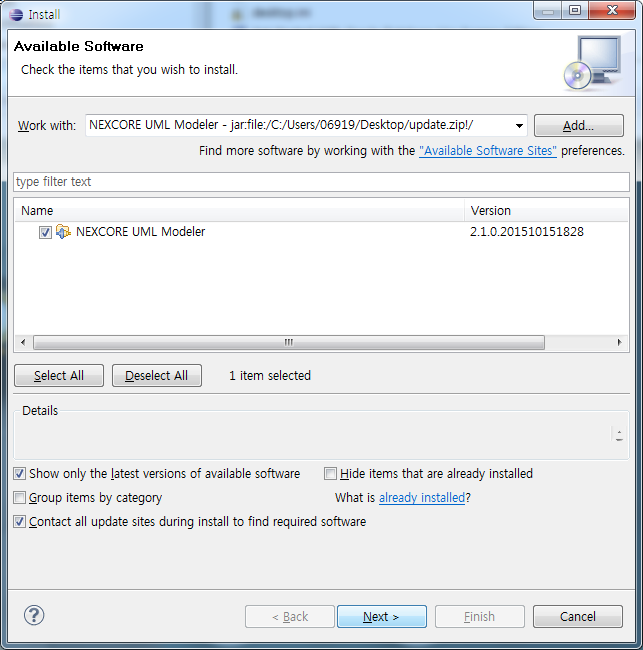 Install
Available Software
Check the items that you wish to install.
Work with: NEXCORE UML Modeler - jar:file:/C:/Users/06919/Desktop/update.zip!/ Add...
Find more software by working with the "Available Software Sites" preferences.
type filter text
Name Version
NEXCORE UML Modeler 2.1.0.201510151828
Select All Deselect All 1 item selected
Details
Show only the latest versions of available software Hide items that are already installed
Group items by category What is already installed?
Contact all update sites during install to find required software
? < Back Next > Finish Cancel